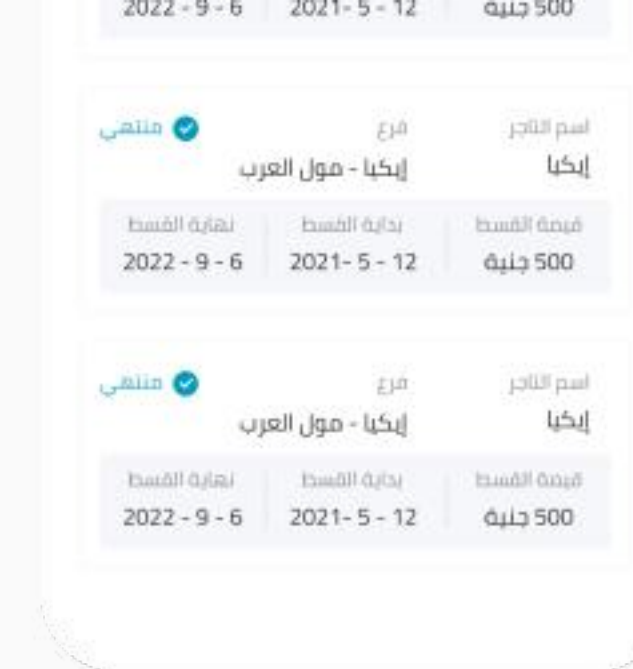 500 جنية 12 - 5 -2021 6 - 9 - 2022
اسم التاجر فرع منتهي
إيكيا إيكيا - مول العرب
قيمة القسط بداية القسط نهاية القسط
500 جنية 12 - 5 -2021 6 - 9 - 2022
اسم التاجر فرع منتهي
إيكيا إيكيا - مول العرب
قيمة القسط بداية القسط نهاية القسط
500 جنية 12 - 5 -2021 6 - 9 - 2022